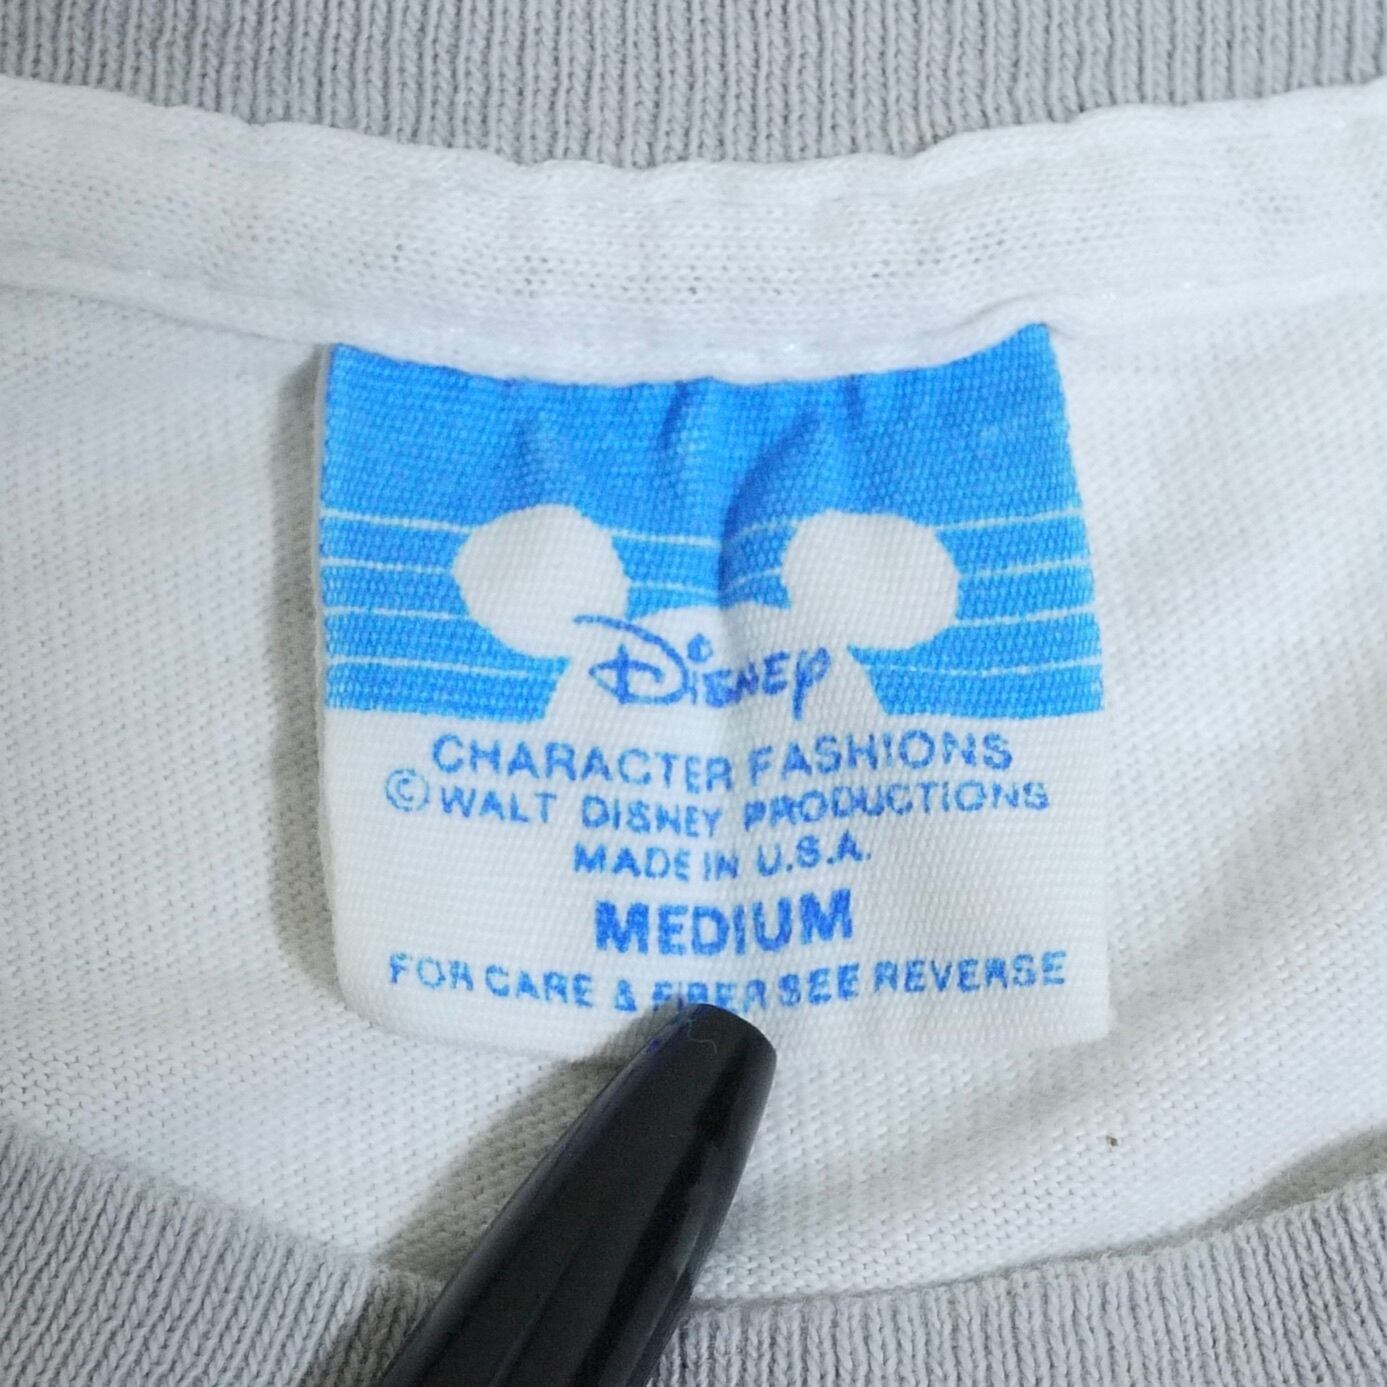 Disney
CHARACTER FASHIONS
© WALT DISNEY PRODUCTIONS
MADE IN U.S.A.
MEDIUM
FOR CARE & FIBER SEE REVERSE